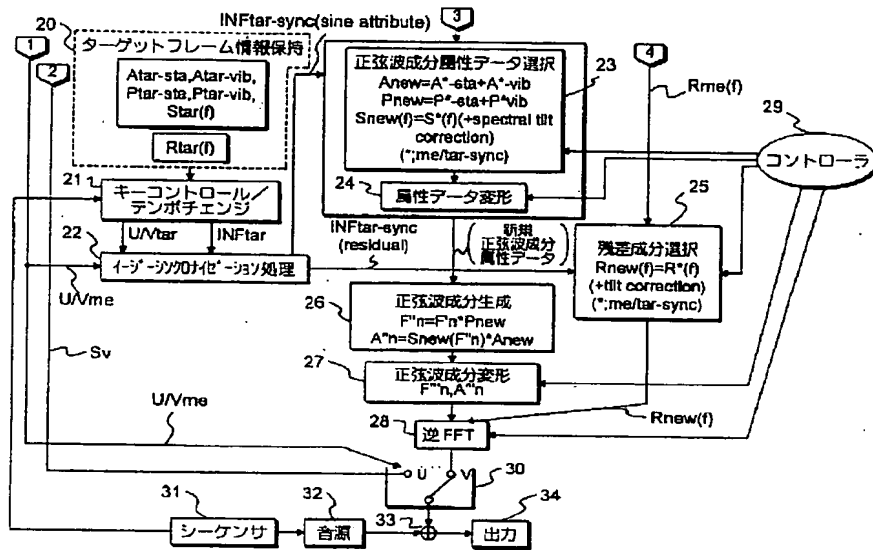 INFtar-sync(sine attribute)
20
1
2
3
4
ターゲットフレーム情報保持
Atar-sta,Atar-vib,
Ptar-sta,Ptar-vib,
Star(f)
Rtar(f)
正弦波成分属性データ選択
Anew=A*-sta+A*-vib
Pnew=P*-sta+P*vib
Snew(f)=S*(f)(+spectral tilt
correction)
(*;me/tar-sync)
23
Rme(f)
29
コントローラ
21
キーコントロール/
テンポチェンジ
24
属性データ変形
25
U/Vtar
INFtar
INFtar-sync
(residual)
新規
正弦波成分
属性データ
22
イージーシンクロナイゼーション処理
残差成分選択
Rnew(f)=R*(f)
(+tilt correction)
(*;me/tar-sync)
U/Vme
26
正弦波成分生成
F"n=F'n*Pnew
A"n=Snew(F"n)*Anew
Sv
27
正弦波成分変形
F'"n,A'"n
U/Vme
Rnew(f)
28
逆FFT
U
V
30
31
シーケンサ
32
音源
33
34
出力